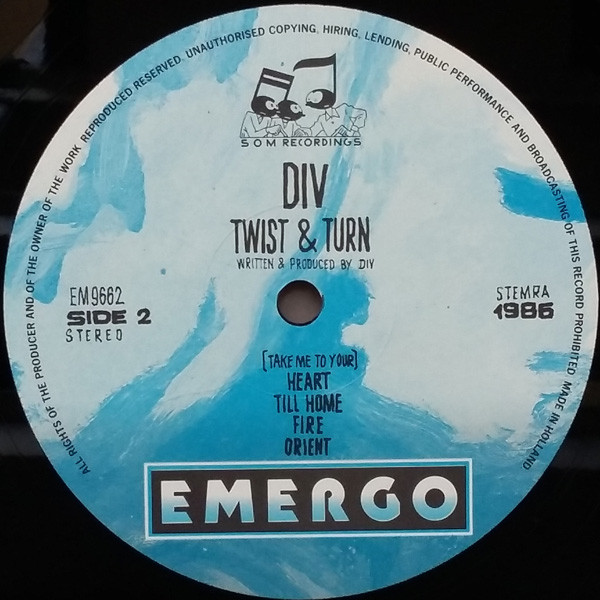 ALL RIGHTS OF THE PRODUCER AND OF THE OWNER OF THE WORK REPRODUCED RESERVED. UNAUTHORISED COPYING, HIRING, LENDING, PUBLIC PERFORMANCE AND BROADCASTING OF THIS RECORD PROHIBITED MADE IN HOLLAND
SOM RECORDINGS
DIV
TWIST & TURN
WRITTEN & PRODUCED BY DIV
EM9662
SIDE 2
STEREO
STEMRA
1986
(TAKE ME TO YOUR)
HEART
TILL HOME
FIRE
ORIENT
EMERGO